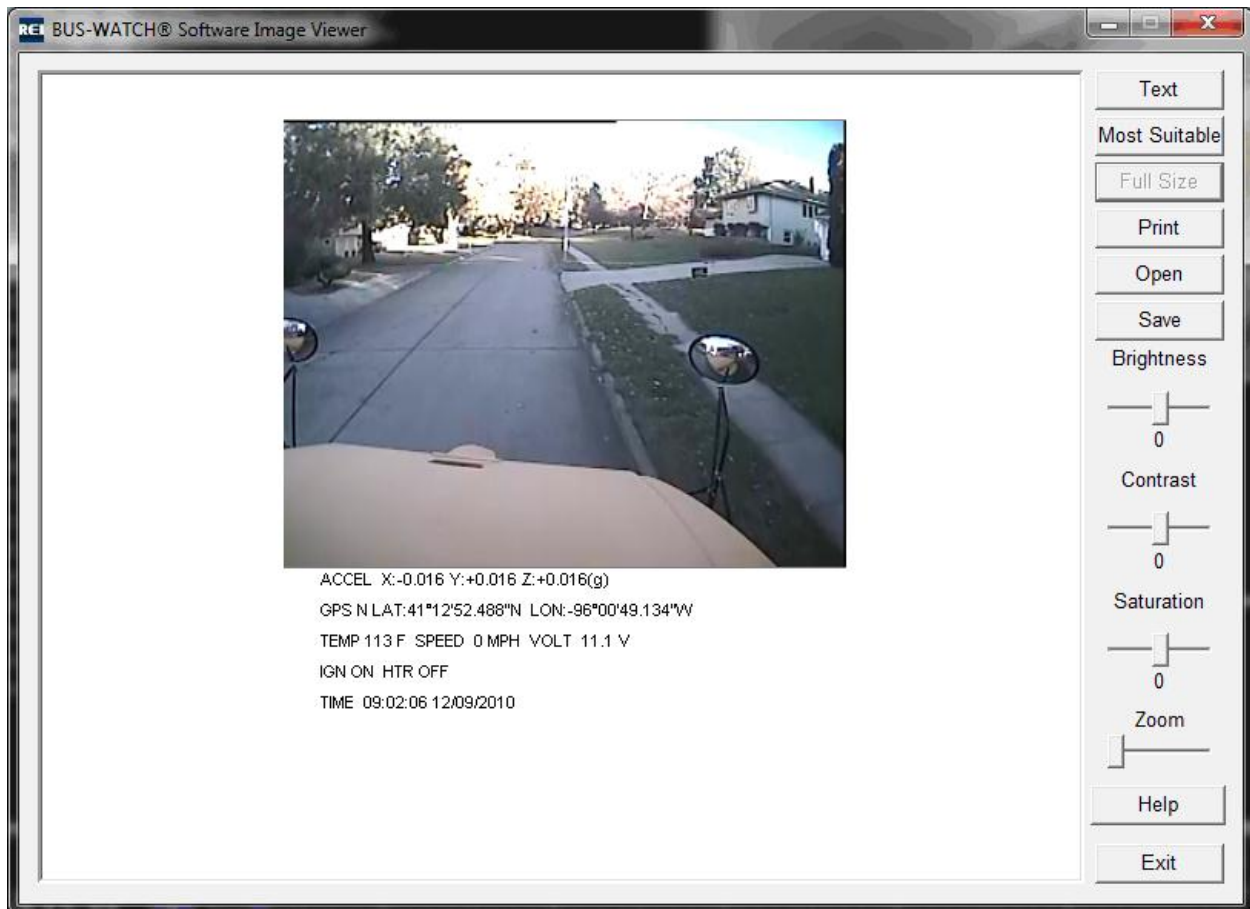 REI BUS-WATCH® Software Image Viewer
Text
Most Suitable
Full Size
Print
Open
Save
Brightness
0
Contrast
0
Saturation
0
Zoom
Help
Exit
ACCEL X:-0.016 Y:+0.016 Z:+0.016(g)
GPS N LAT:41°12'52.488"N LON:-96°00'49.134"W
TEMP 113 F SPEED 0 MPH VOLT 11.1 V
IGN ON HTR OFF
TIME 09:02:06 12/09/2010